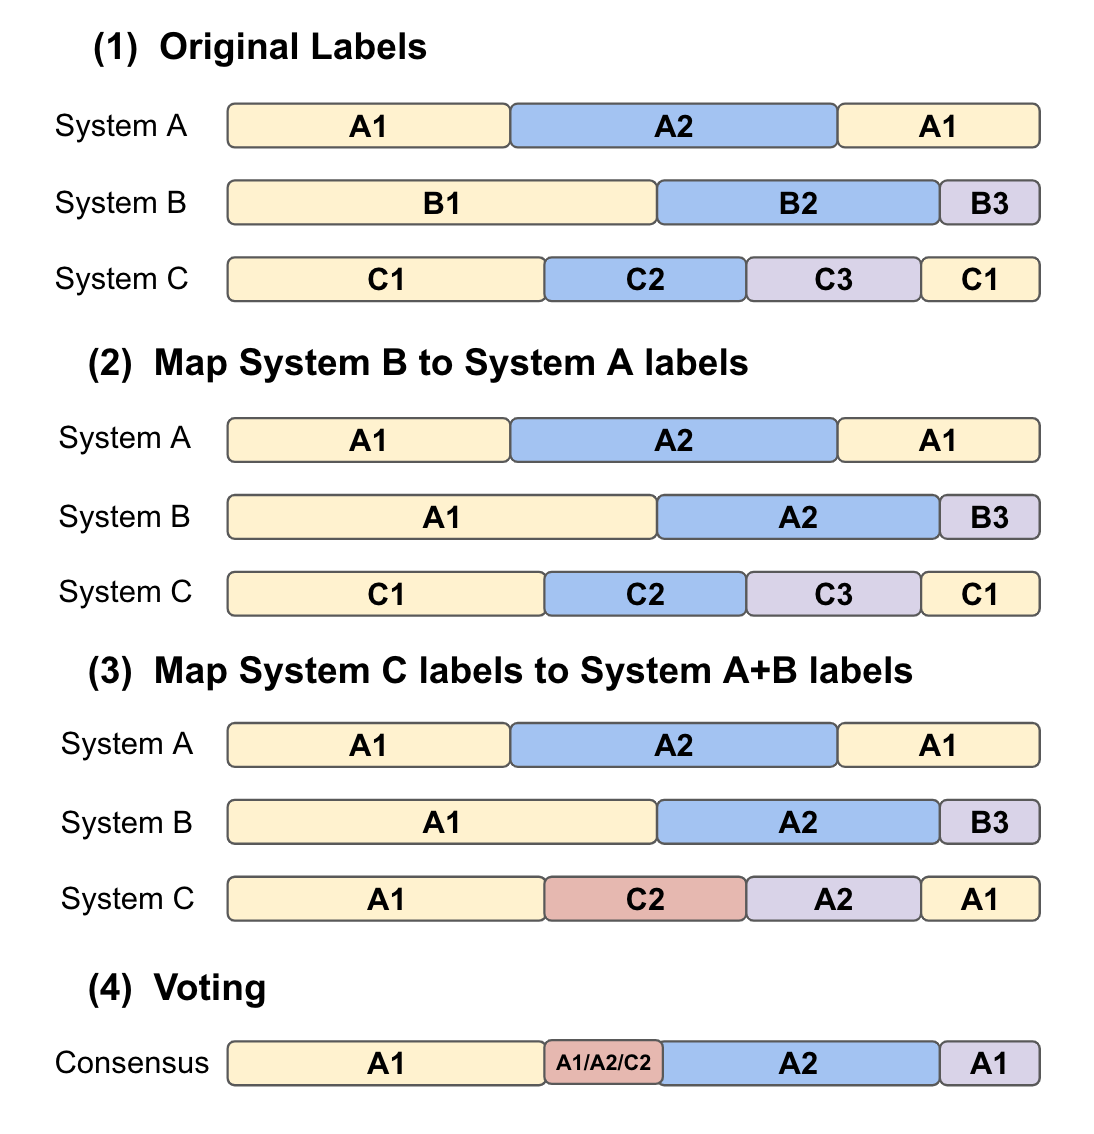 (1) Original Labels
System A A1 A2 A1
System B B1 B2 B3
System C C1 C2 C3 C1
(2) Map System B to System A labels
System A A1 A2 A1
System B A1 A2 B3
System C C1 C2 C3 C1
(3) Map System C labels to System A+B labels
System A A1 A2 A1
System B A1 A2 B3
System C A1 C2 A2 A1
(4) Voting
Consensus A1 A1/A2/C2 A2 A1